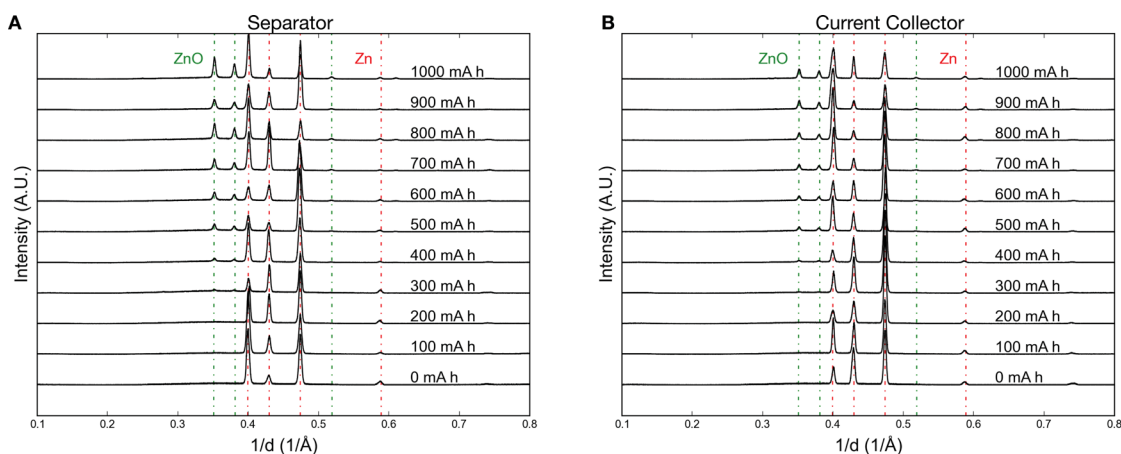 A
Separator
ZnO
Zn
1000 mA h
900 mA h
800 mA h
700 mA h
600 mA h
500 mA h
400 mA h
300 mA h
200 mA h
100 mA h
0 mA h
Intensity (A.U.)
0.1 0.2 0.3 0.4 0.5 0.6 0.7 0.8
1/d (1/Å)
B
Current Collector
ZnO
Zn
1000 mA h
900 mA h
800 mA h
700 mA h
600 mA h
500 mA h
400 mA h
300 mA h
200 mA h
100 mA h
0 mA h
Intensity (A.U.)
0.1 0.2 0.3 0.4 0.5 0.6 0.7 0.8
1/d (1/Å)